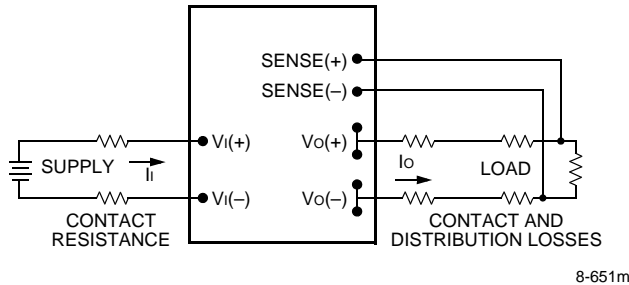 SENSE(+)
SENSE(–)
VI(+)
VO(+)
SUPPLY
II
IO
LOAD
VI(–)
VO(–)
CONTACT
RESISTANCE
CONTACT AND
DISTRIBUTION LOSSES
8-651m